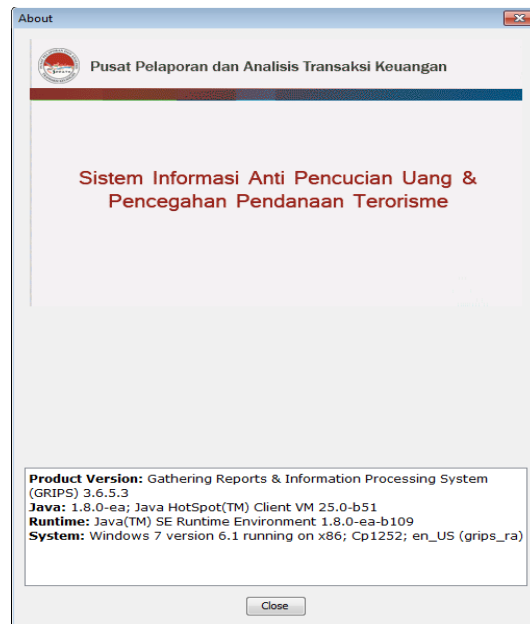 About
Pusat Pelaporan dan Analisis Transaksi Keuangan
Sistem Informasi Anti Pencucian Uang &
Pencegahan Pendanaan Terorisme
Product Version: Gathering Reports & Information Processing System
(GRIPS) 3.6.5.3
Java: 1.8.0-ea; Java HotSpot(TM) Client VM 25.0-b51
Runtime: Java(TM) SE Runtime Environment 1.8.0-ea-b109
System: Windows 7 version 6.1 running on x86; Cp1252; en_US (grips_ra)
Close